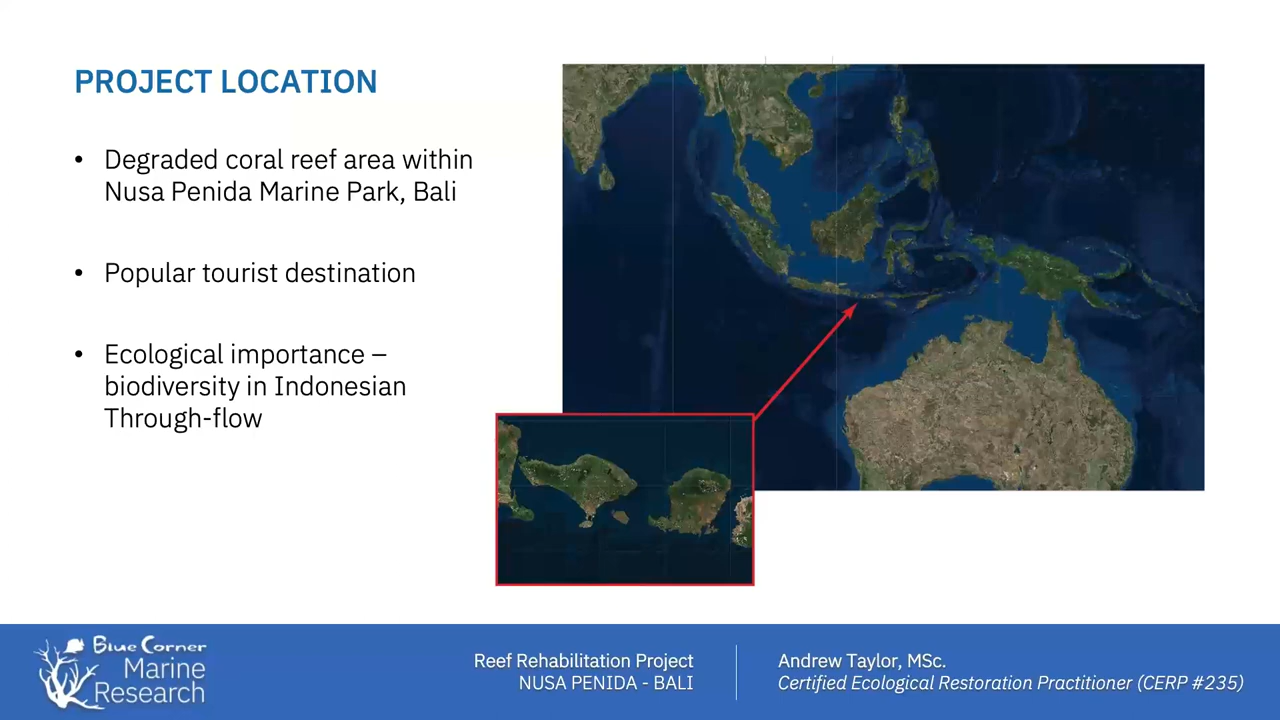 PROJECT LOCATION
• Degraded coral reef area within
Nusa Penida Marine Park, Bali
• Popular tourist destination
• Ecological importance –
biodiversity in Indonesian
Through-flow
Blue Corner
Marine
Research
Reef Rehabilitation Project
NUSA PENIDA - BALI
Andrew Taylor, MSc.
Certified Ecological Restoration Practitioner (CERP #235)